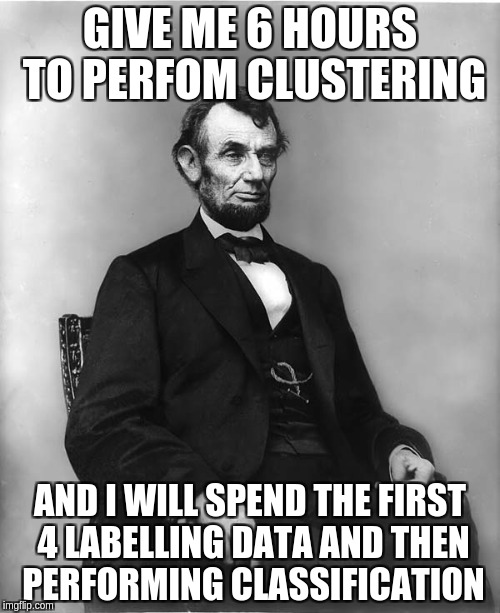 GIVE ME 6 HOURS
TO PERFOM CLUSTERING
AND I WILL SPEND THE FIRST
4 LABELLING DATA AND THEN
PERFORMING CLASSIFICATION
imgflip.com